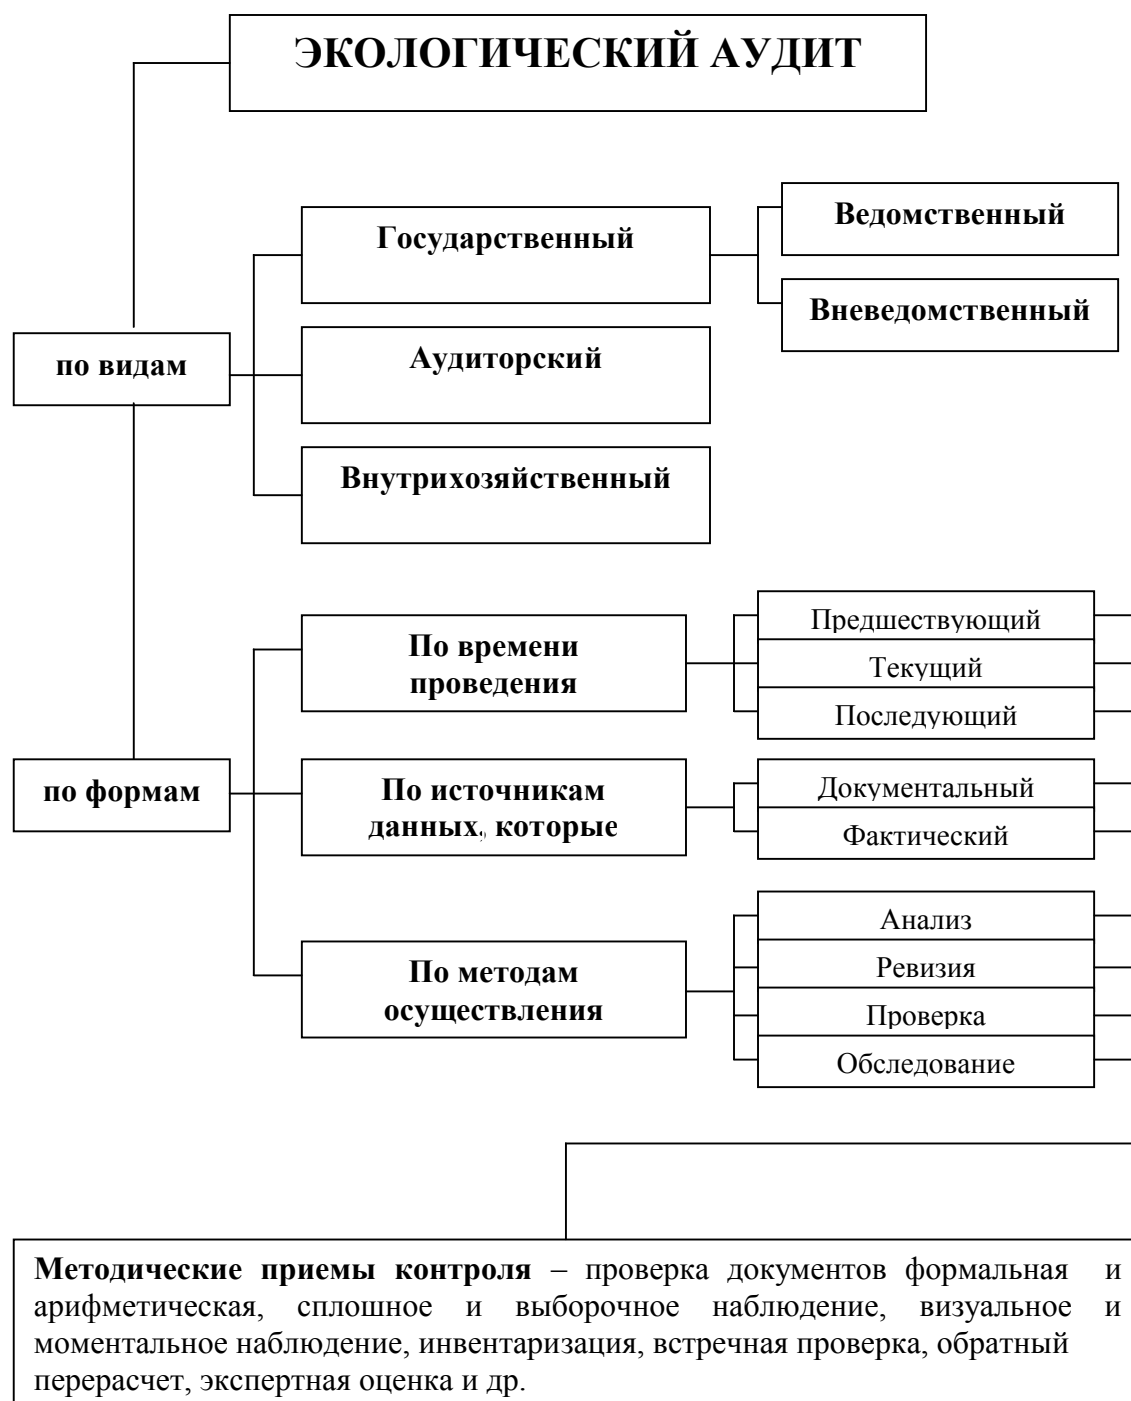 ЭКОЛОГИЧЕСКИЙ АУДИТ
Ведомственный
Государственный
Вневедомственный
по видам
Аудиторский
Внутрихозяйственный
По времени
проведения
Предшествующий
Текущий
Последующий
по формам
По источникам
данных, которые
Документальный
Фактический
По методам
осуществления
Анализ
Ревизия
Проверка
Обследование
Методические приемы контроля – проверка документов формальная и
арифметическая, сплошное и выборочное наблюдение, визуальное и
моментальное наблюдение, инвентаризация, встречная проверка, обратный
перерасчет, экспертная оценка и др.